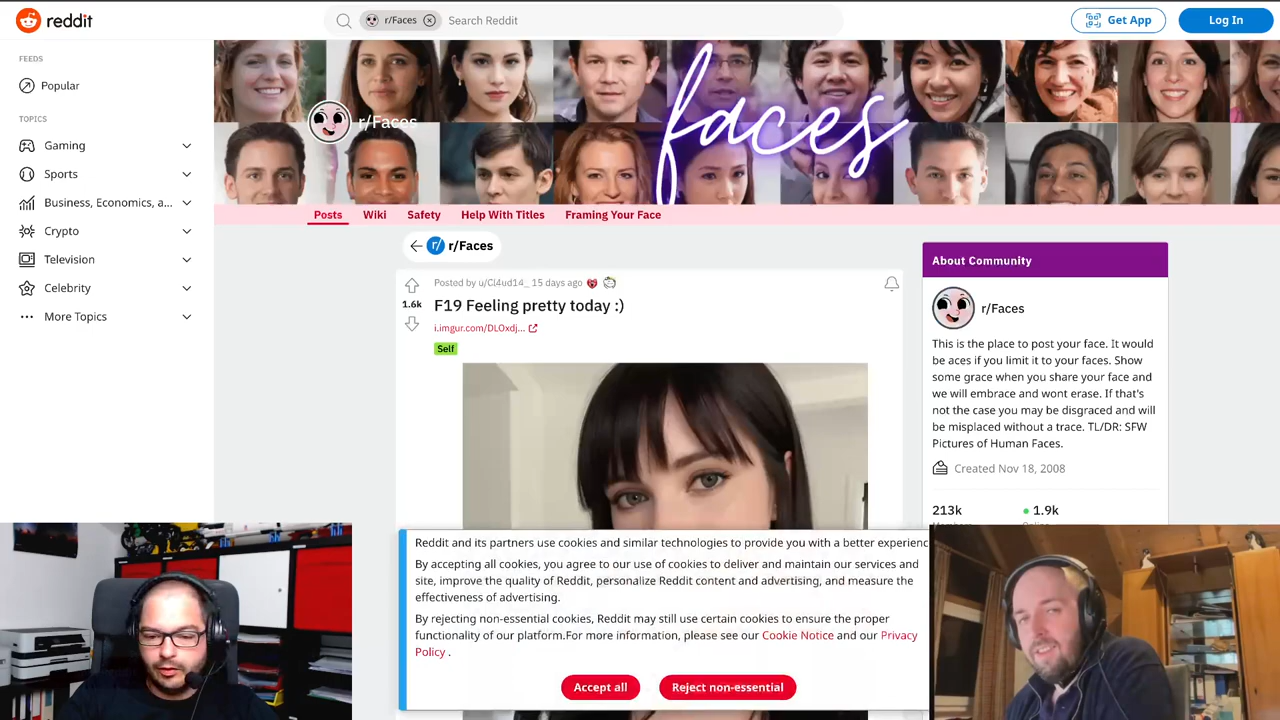 reddit
r/Faces
Search Reddit
Get App
Log In
FEEDS
Popular
TOPICS
Gaming
Sports
Business, Economics, a...
Crypto
Television
Celebrity
More Topics
faces
r/Faces
Posts
Wiki
Safety
Help With Titles
Framing Your Face
r/
r/Faces
Posted by u/Cl4ud14_ 15 days ago
1.6k
F19 Feeling pretty today :)
i.imgur.com/DLOxdj...
Self
About Community
r/Faces
This is the place to post your face. It would
be aces if you limit it to your faces. Show
some grace when you share your face and
we will embrace and wont erase. If that's
not the case you may be disgraced and will
be misplaced without a trace. TL/DR: SFW
Pictures of Human Faces.
Created Nov 18, 2008
213k
1.9k
Reddit and its partners use cookies and similar technologies to provide you with a better experienc
By accepting all cookies, you agree to our use of cookies to deliver and maintain our services and
site, improve the quality of Reddit, personalize Reddit content and advertising, and measure the
effectiveness of advertising.
By rejecting non-essential cookies, Reddit may still use certain cookies to ensure the proper
functionality of our platform.For more information, please see our Cookie Notice and our Privacy
Policy .
Accept all
Reject non-essential